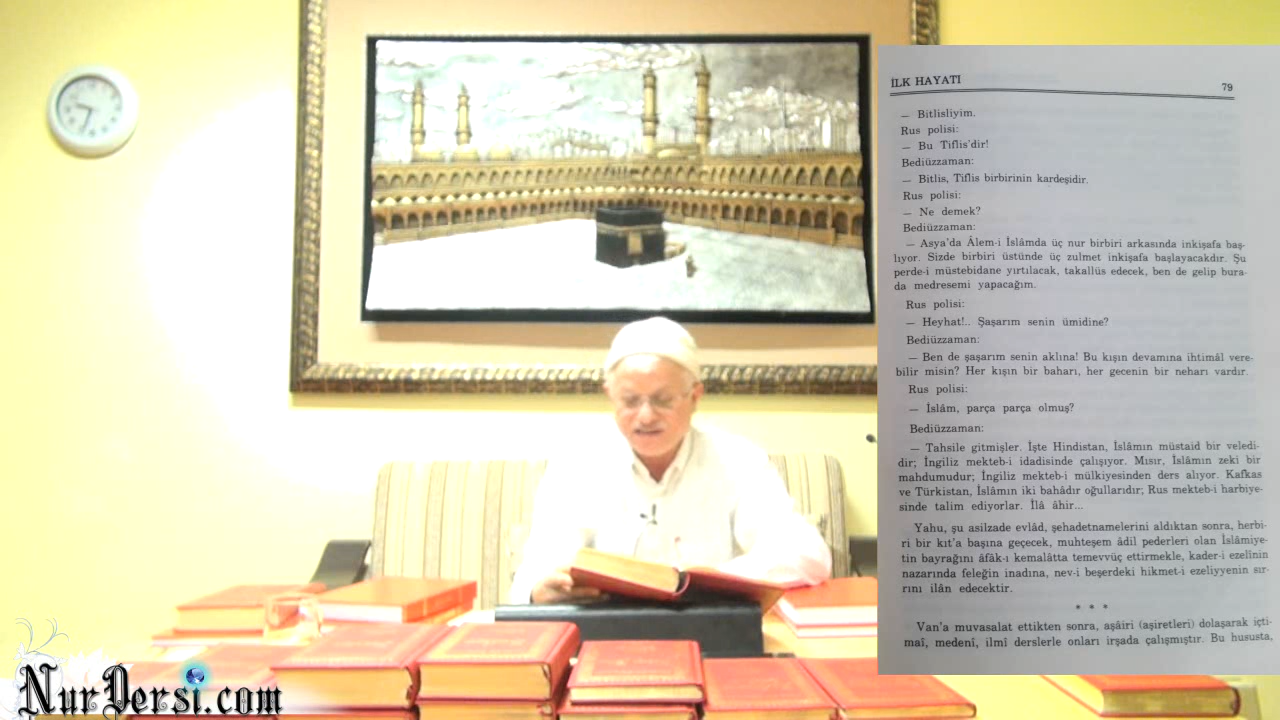 İLK HAYATI 79
— Bitlisliyim.
Rus polisi:
— Bu Tiflis'dir!
Bediüzzaman:
— Bitlis, Tiflis birbirinin kardeşidir.
Rus polisi:
— Ne demek?
Bediüzzaman:
— Asya'da Âlem-i İslâmda üç nur birbiri arkasında inkişafa baş-
lıyor. Sizde birbiri üstünde üç zulmet inkişafa başlayacakdır. Şu
perde-i müstebidane yırtılacak, takallüs edecek, ben de gelip bura-
da medresemi yapacağım.
Rus polisi:
— Heyhat!.. Şaşarım senin ümidine?
Bediüzzaman:
— Ben de şaşarım senin aklına! Bu kışın devamına ihtimâl vere-
bilir misin? Her kışın bir baharı, her gecenin bir neharı vardır.
Rus polisi:
— İslâm, parça parça olmuş?
Bediüzzaman:
— Tahsile gitmişler. İşte Hindistan, İslâmın müstaid bir veledi-
dir; İngiliz mekteb-i idadisinde çalışıyor. Mısır, İslâmın zeki bir
mahdumudur; İngiliz mekteb-i mülkiyesinden ders alıyor. Kafkas
ve Türkistan, İslâmın iki bahâdır oğullarıdır; Rus mekteb-i harbiye-
sinde talim ediyorlar. İlâ âhir...
Yahu, şu asilzade evlâd, şehadetnamelerini aldıktan sonra, herbi-
ri bir kıt'a başına geçecek, muhteşem âdil pederleri olan İslâmiye-
tin bayrağını âfâk-ı kemalâtta temevvüç ettirmekle, kader-i ezelînin
nazarında feleğin inadına, nev-i beşerdeki hikmet-i ezeliyyenin sır-
rını ilân edecektir.
* * *
Van'a muvasalat ettikten sonra, aşâiri (aşiretleri) dolaşarak içti-
maî, medenî, ilmî derslerle onları irşada çalışmıştır. Bu hususta,
NurDersi.com